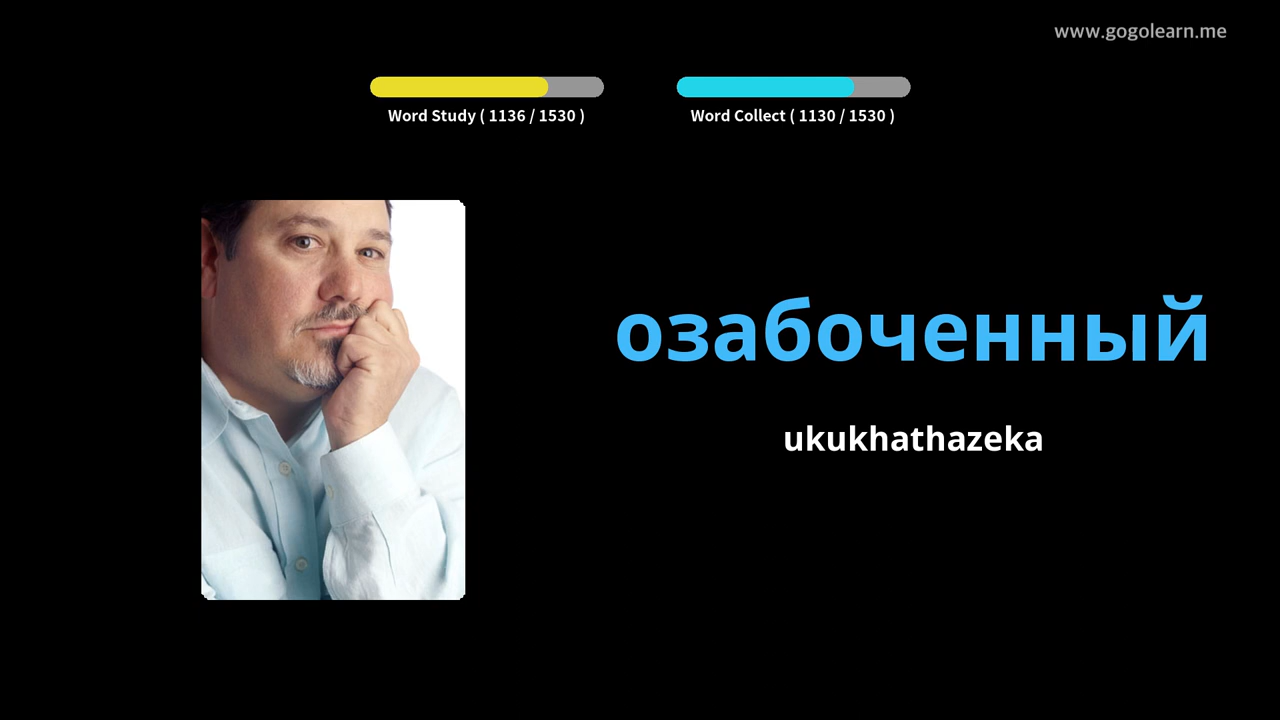 www.gogolearn.me
Word Study ( 1136 / 1530 )
Word Collect ( 1130 / 1530 )
озабоченный
ukukhathazeka